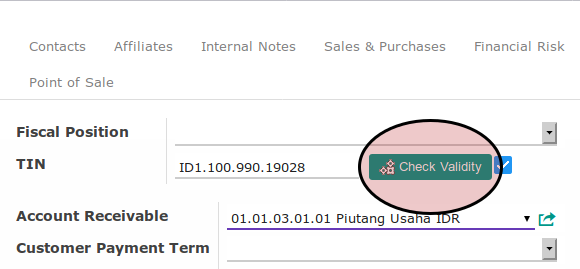 Contacts Affiliates Internal Notes Sales & Purchases Financial Risk
Point of Sale
Fiscal Position
TIN ID1.100.990.19028 Check Validity
Account Receivable 01.01.03.01.01 Piutang Usaha IDR
Customer Payment Term